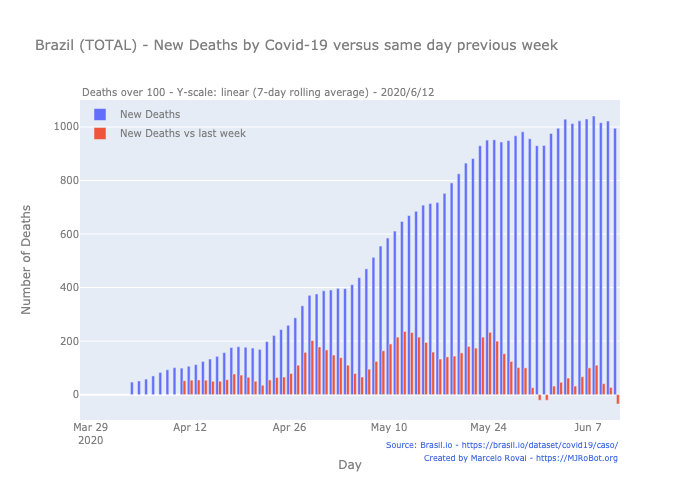 Brazil (TOTAL) - New Deaths by Covid-19 versus same day previous week
Deaths over 100 - Y-scale: linear (7-day rolling average) - 2020/6/12
New Deaths
New Deaths vs last week
1000
800
600
400
200
0
Number of Deaths
Mar 29
2020
Apr 12
Apr 26
May 10
May 24
Jun 7
Day
Source: Brasil.io - https://brasil.io/dataset/covid19/caso/
Created by Marcelo Rovai - https://MJRoBot.org